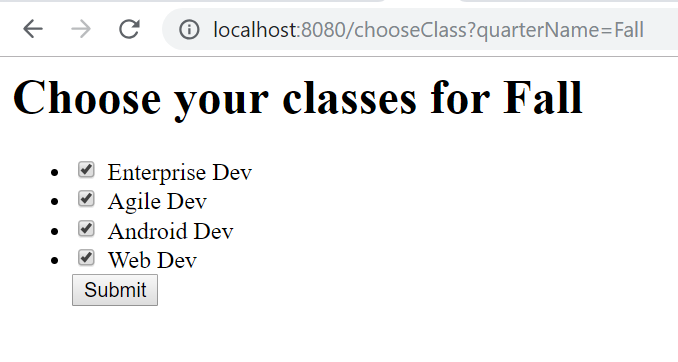 localhost:8080/chooseClass?quarterName=Fall
Choose your classes for Fall
Enterprise Dev
Agile Dev
Android Dev
Web Dev
Submit